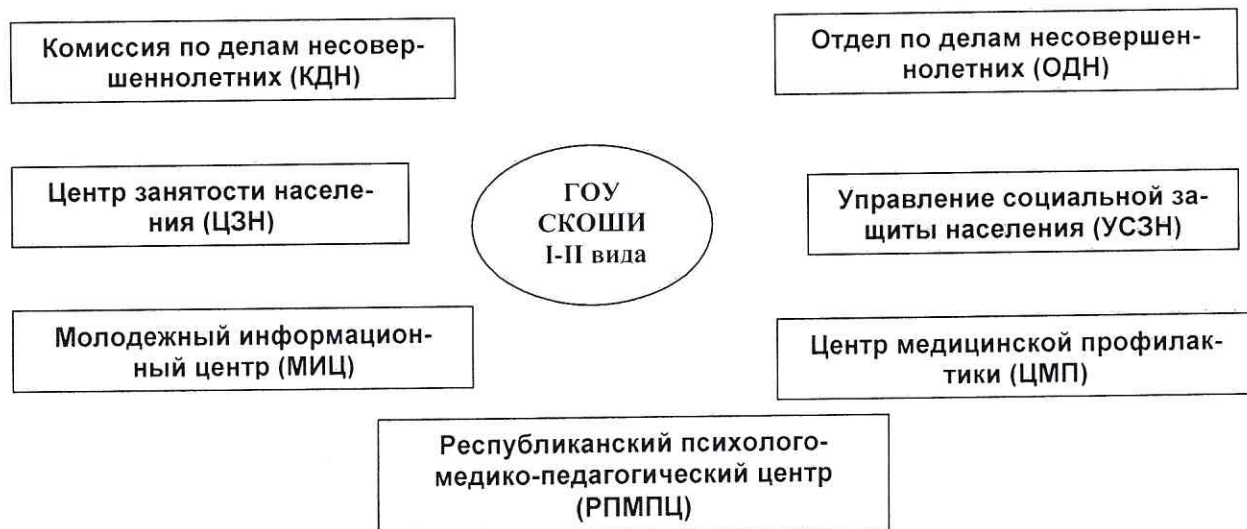 Комиссия по делам несовер-
шеннолетних (КДН)
Отдел по делам несовершен-
нолетних (ОДН)
Центр занятости населе-
ния (ЦЗН)
ГОУ
СКОШИ
I-II вида
Управление социальной за-
щиты населения (УСЗН)
Молодежный информацион-
ный центр (МИЦ)
Центр медицинской профилак-
тики (ЦМП)
Республиканский психолого-
медико-педагогический центр
(РПМПЦ)